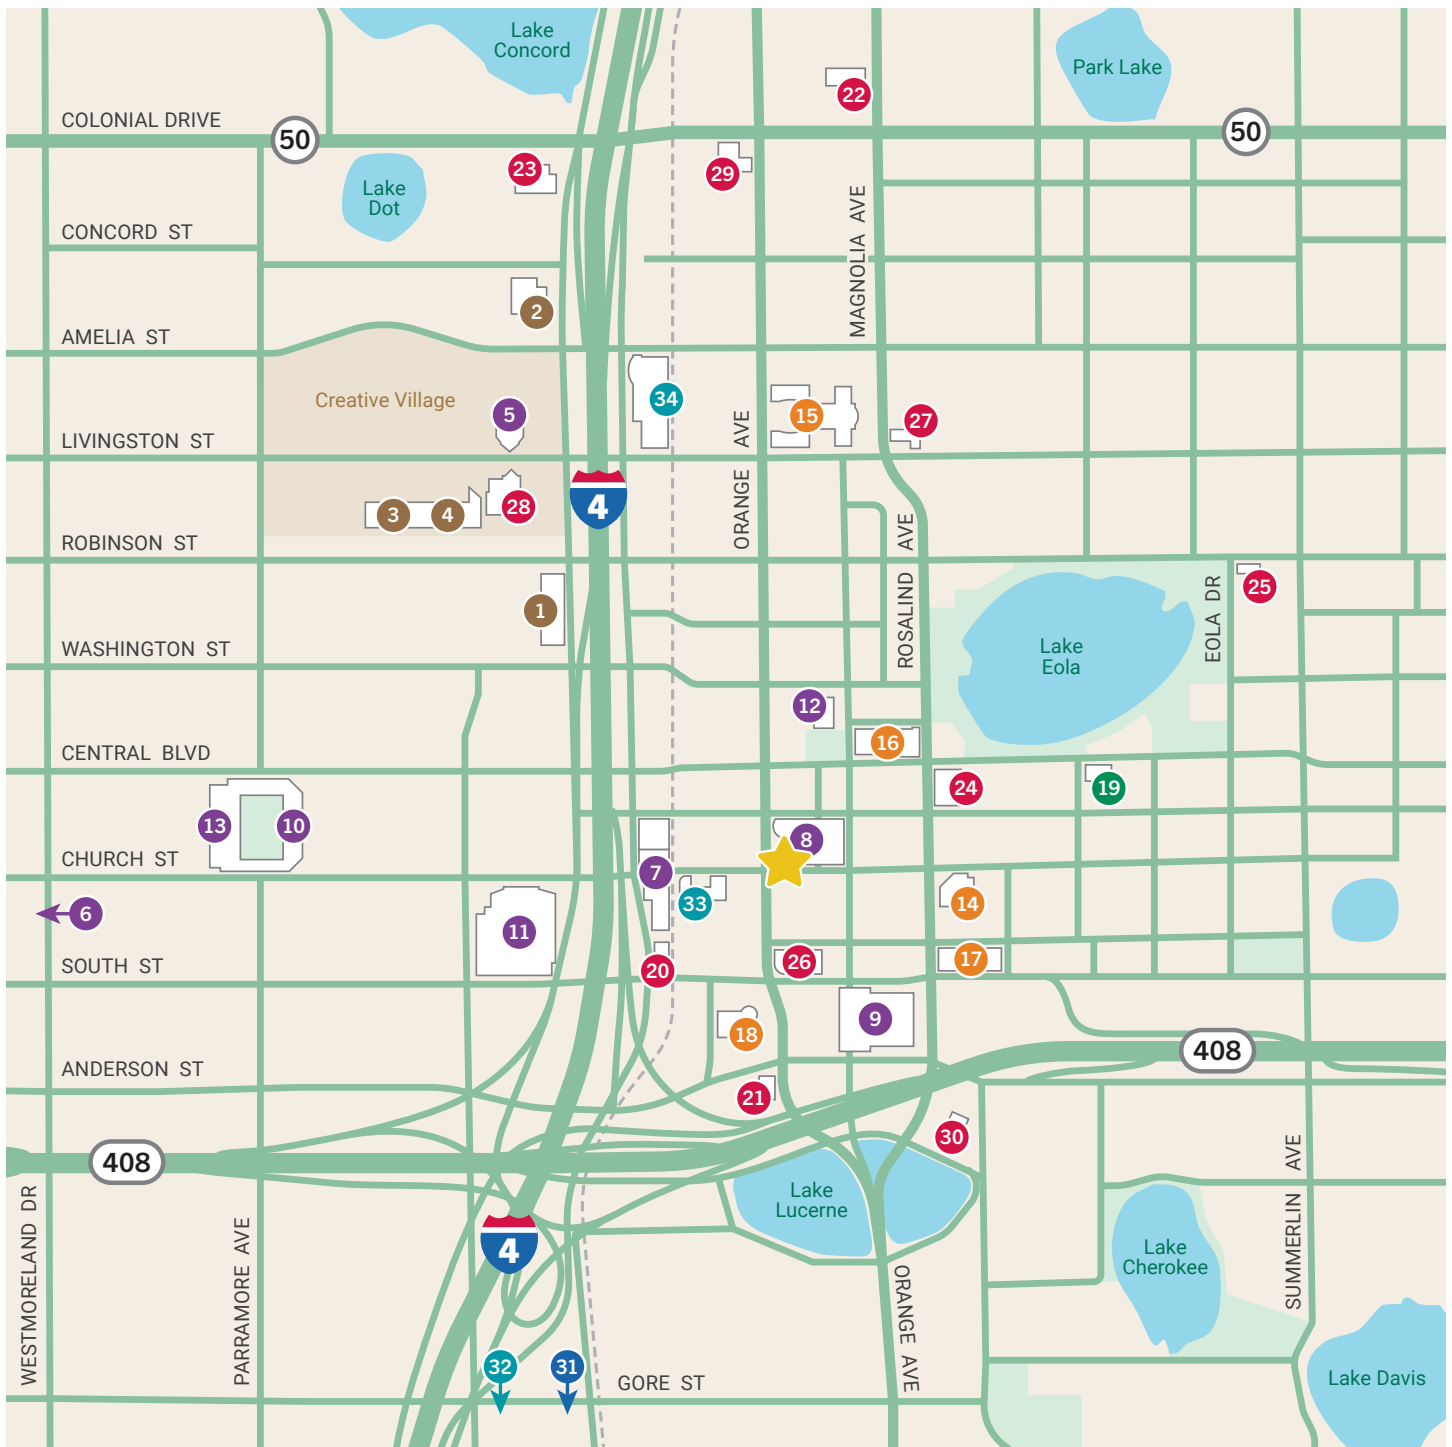 Lake
Concord
Park Lake
22
COLONIAL DRIVE
50
50
23
29
Lake
Dot
CONCORD ST
MAGNOLIA AVE
2
AMELIA ST
Creative Village
34
5
15
27
LIVINGSTON ST
ORANGE AVE
4
3
4
28
ROBINSON ST
ROSALIND AVE
25
1
EOLA DR
WASHINGTON ST
Lake
Eola
12
16
CENTRAL BLVD
24
19
13
10
8
CHURCH ST
7
33
14
6
11
SOUTH ST
20
26
17
9
18
408
ANDERSON ST
21
30
408
Lake
Lucerne
SUMMERLIN AVE
WESTMORELAND DR
PARRAMORE AVE
4
Lake
Cherokee
ORANGE AVE
32
31
GORE ST
Lake Davis